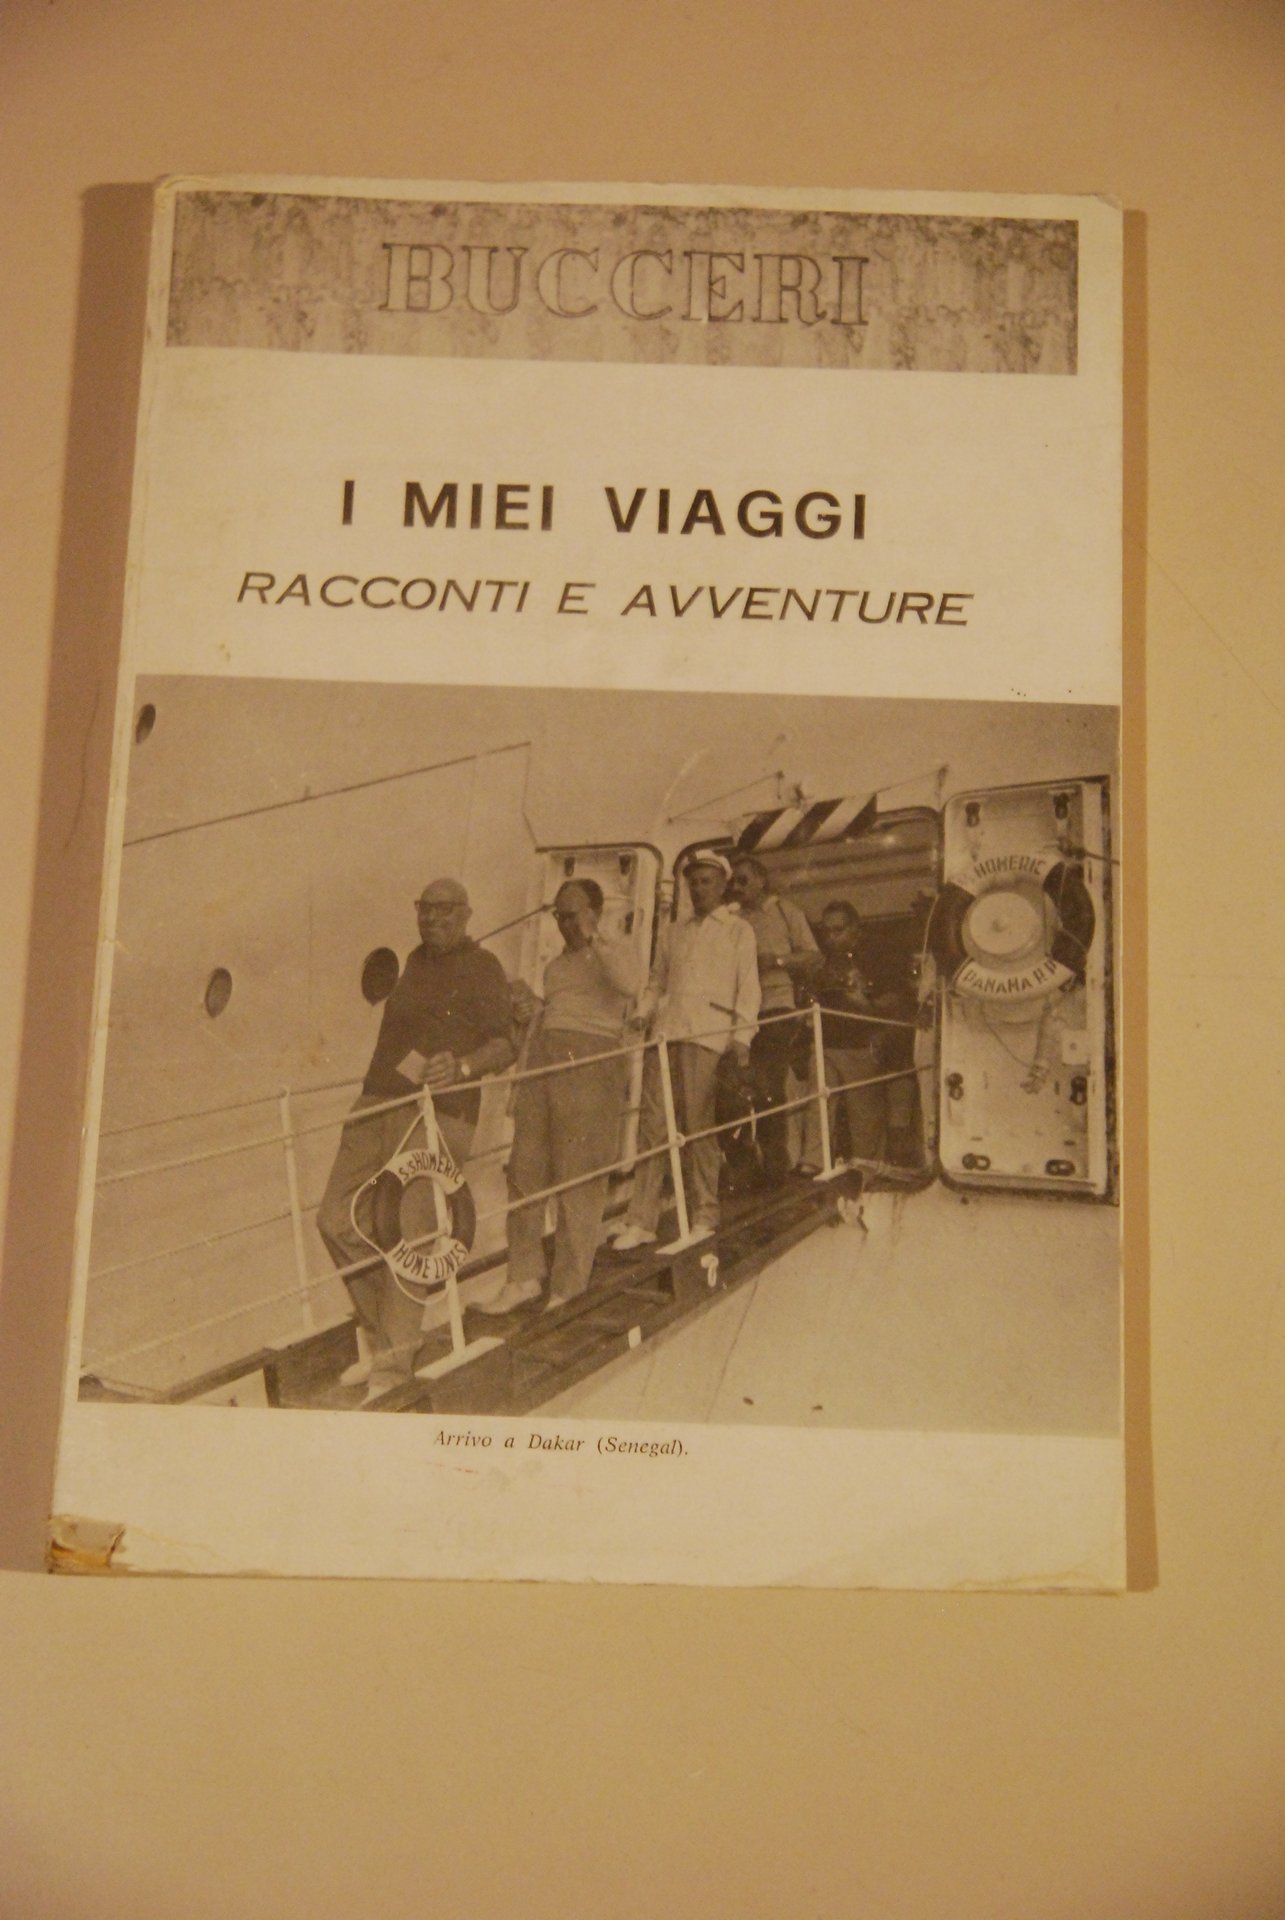 BUCCERI
I MIEI VIAGGI
RACCONTI E AVVENTURE
HOMERIC
PANAMA R.P.
S.S HOMERIC
HOME LINES
Arrivo a Dakar (Senegal).